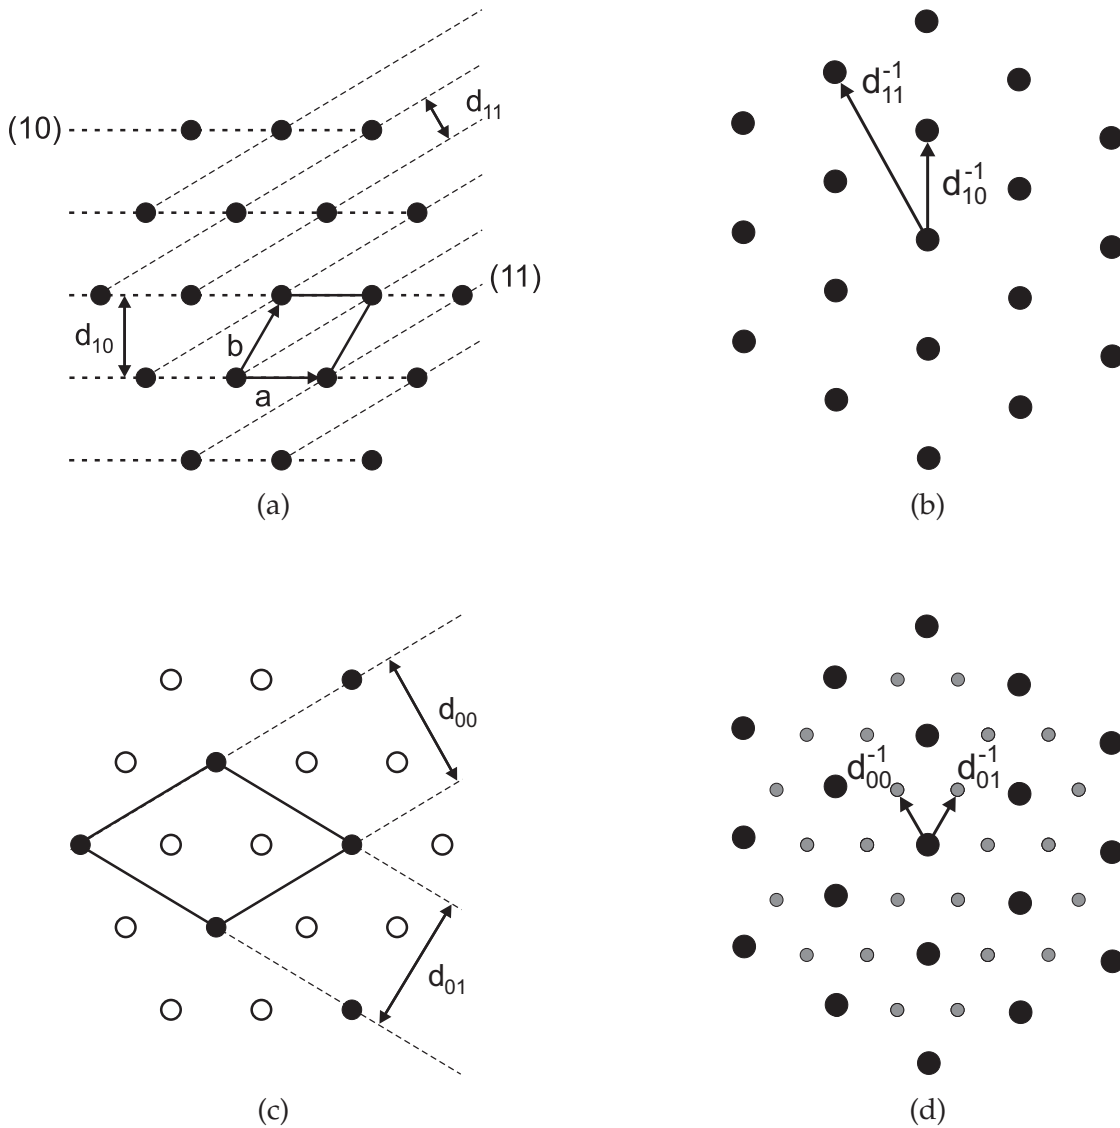 (10)
d₁₁
(11)
d₁₀
b
a
(a)
d₁₁⁻¹
d₁₀⁻¹
(b)
d₀₀
d₀₁
(c)
d₀₀⁻¹
d₀₁⁻¹
(d)